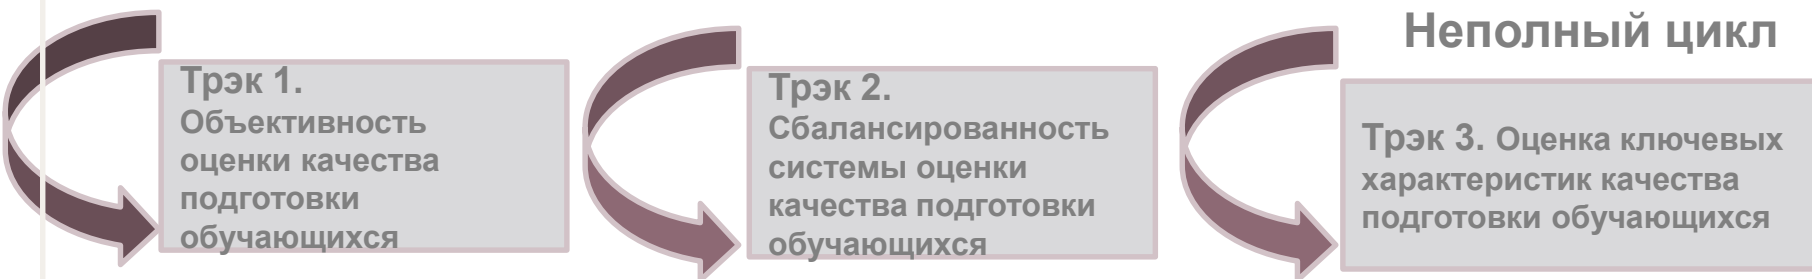 Неполный цикл
Трэк 1.
Объективность
оценки качества
подготовки
обучающихся
Трэк 2.
Сбалансированность
системы оценки
качества подготовки
обучающихся
Трэк 3. Оценка ключевых
характеристик качества
подготовки обучающихся